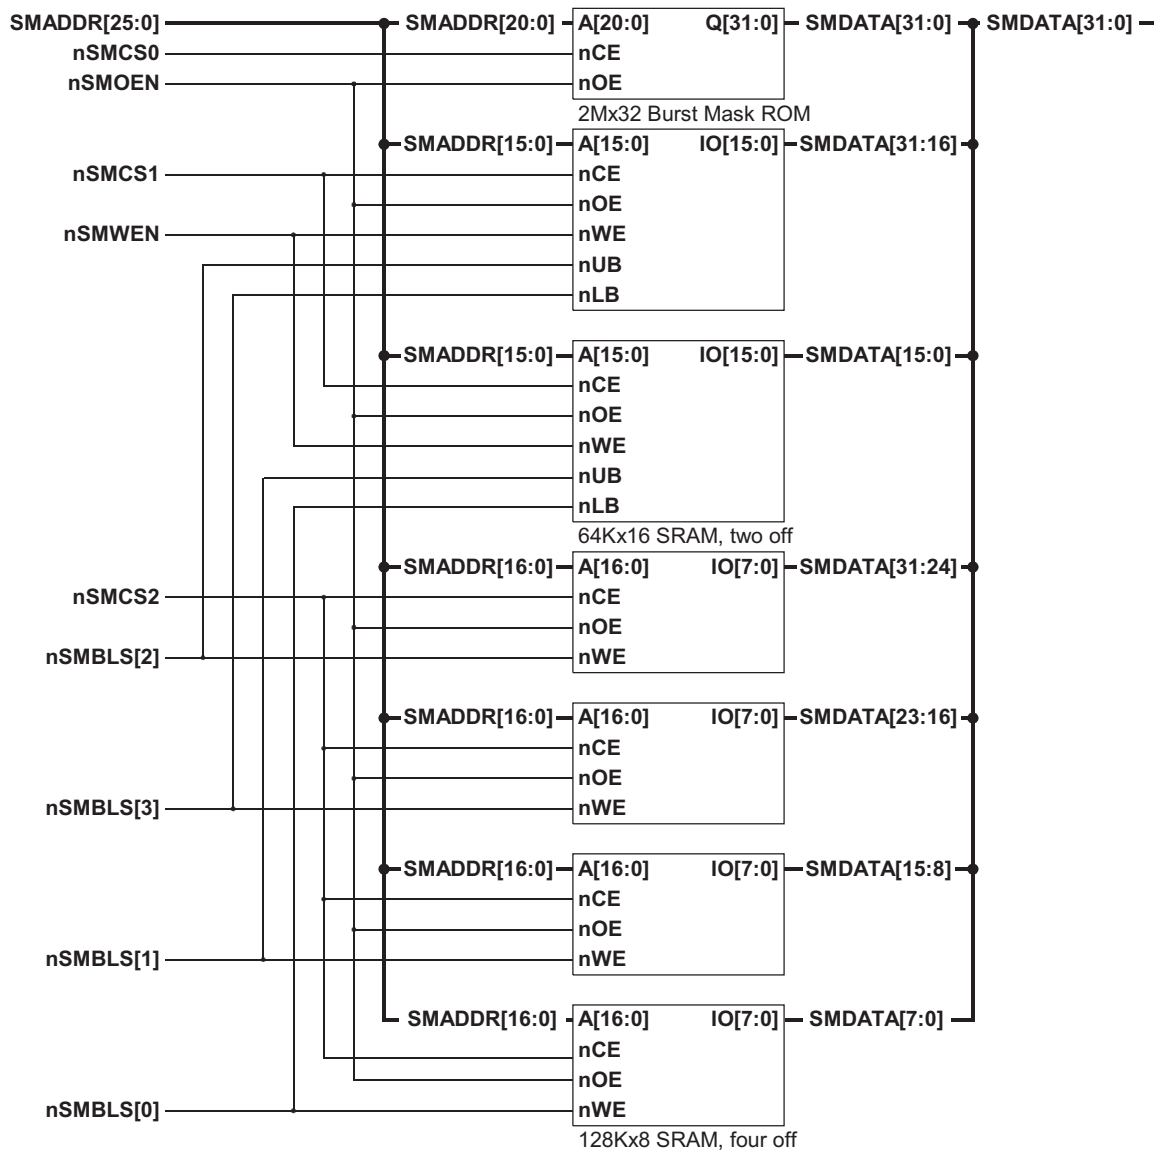 SMADDR[25:0] SMADDR[20:0] A[20:0] Q[31:0] SMDATA[31:0] SMDATA[31:0]
nSMCS0 nCE
nSMOEN nOE
2Mx32 Burst Mask ROM
SMADDR[15:0] A[15:0] IO[15:0] SMDATA[31:16]
nSMCS1 nCE
nOE
nSMWEN nWE
nUB
nLB
SMADDR[15:0] A[15:0] IO[15:0] SMDATA[15:0]
nCE
nOE
nWE
nUB
nLB
64Kx16 SRAM, two off
SMADDR[16:0] A[16:0] IO[7:0] SMDATA[31:24]
nSMCS2 nCE
nOE
nSMBLS[2] nWE
SMADDR[16:0] A[16:0] IO[7:0] SMDATA[23:16]
nCE
nOE
nSMBLS[3] nWE
SMADDR[16:0] A[16:0] IO[7:0] SMDATA[15:8]
nCE
nOE
nSMBLS[1] nWE
SMADDR[16:0] A[16:0] IO[7:0] SMDATA[7:0]
nCE
nOE
nSMBLS[0] nWE
128Kx8 SRAM, four off